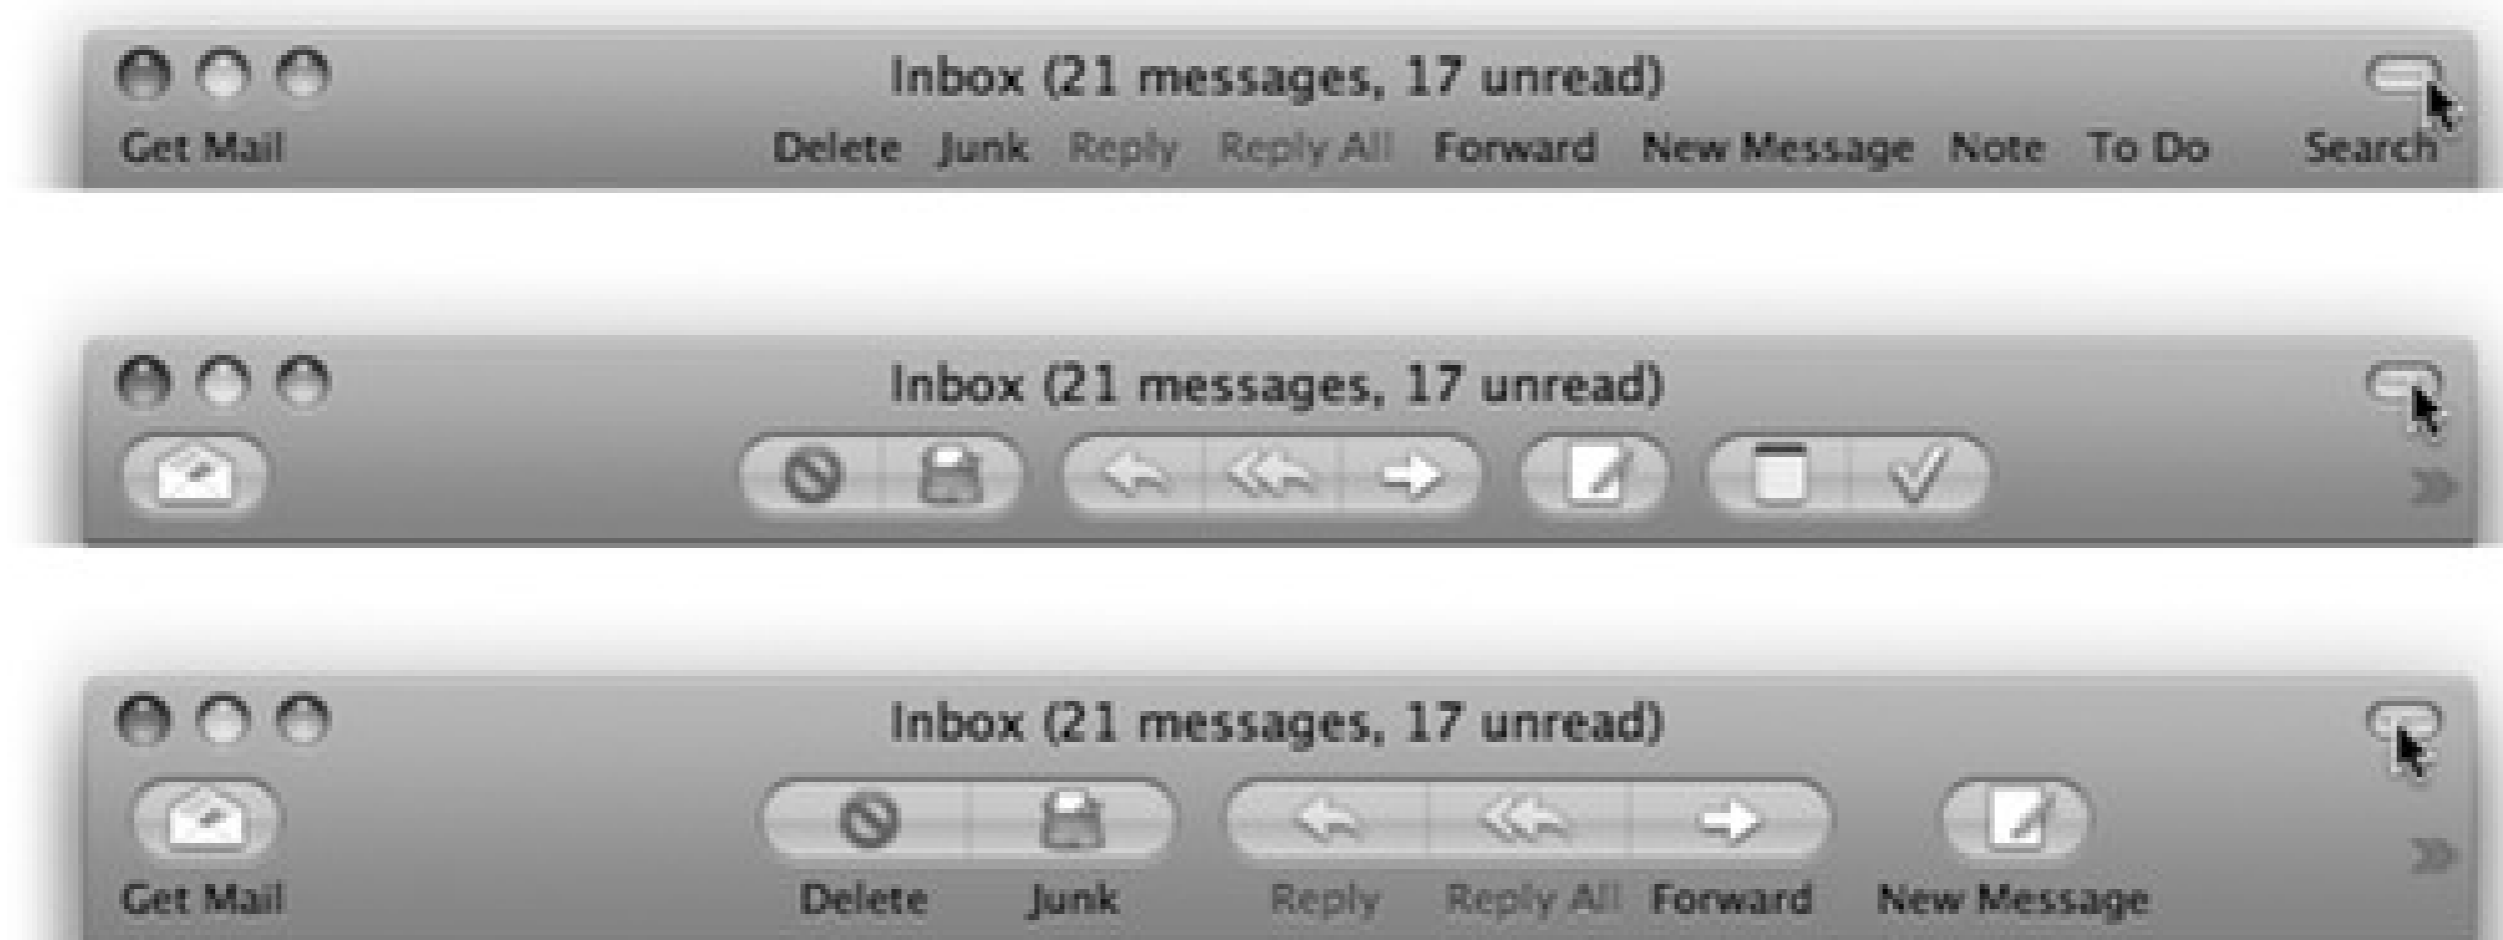 Inbox (21 messages, 17 unread)
Get Mail Delete Junk Reply Reply All Forward New Message Note To Do Search
Inbox (21 messages, 17 unread)
Inbox (21 messages, 17 unread)
Get Mail Delete Junk Reply Reply All Forward New Message